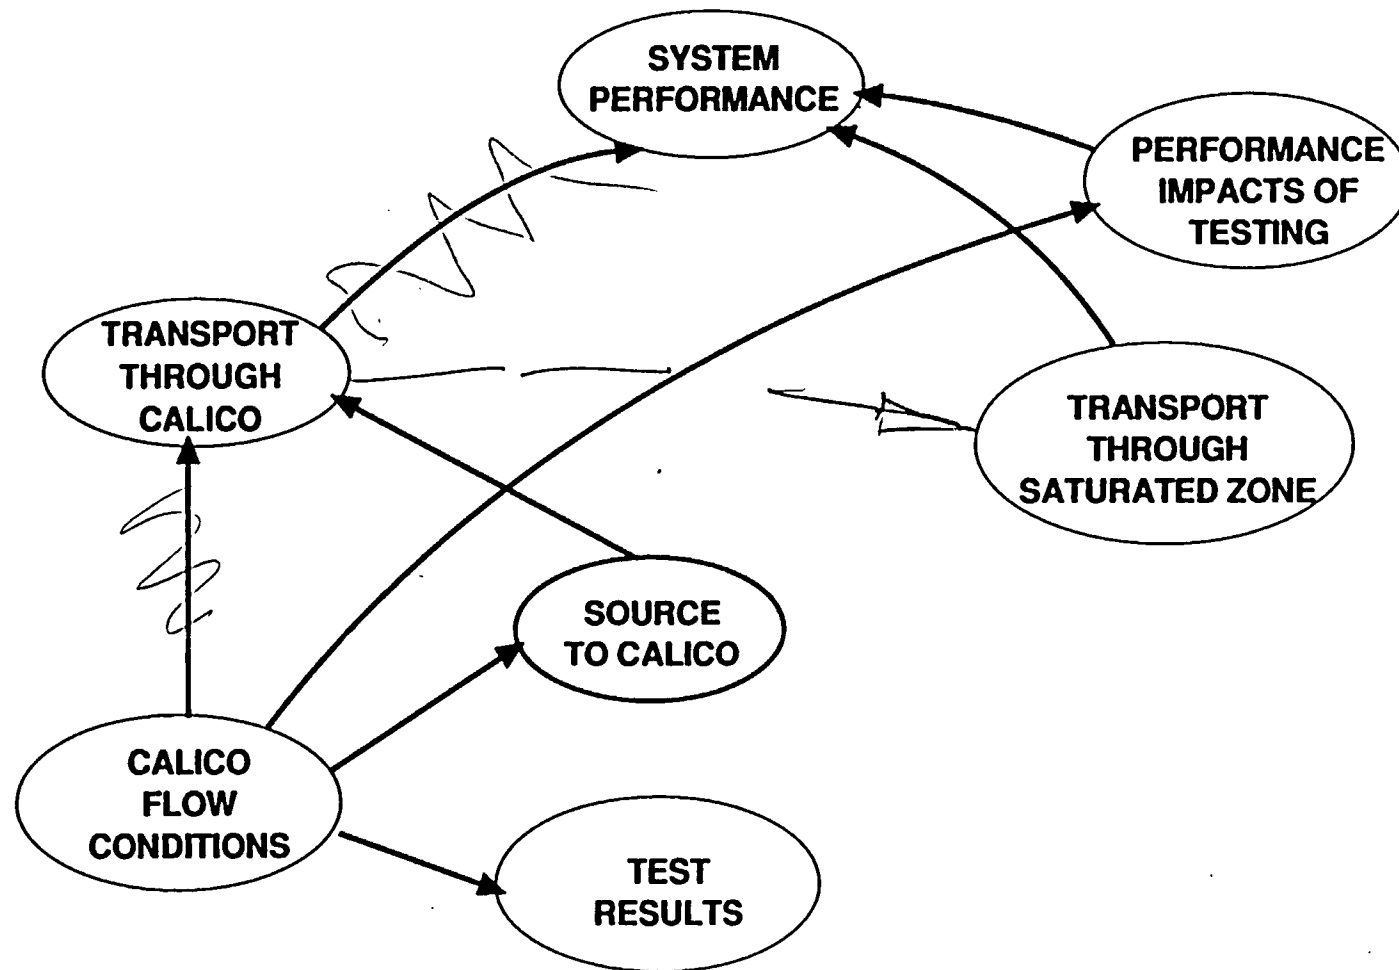 SYSTEM
PERFORMANCE
PERFORMANCE
IMPACTS OF
TESTING
TRANSPORT
THROUGH
CALICO
TRANSPORT
THROUGH
SATURATED ZONE
SOURCE
TO CALICO
CALICO
FLOW
CONDITIONS
TEST
RESULTS